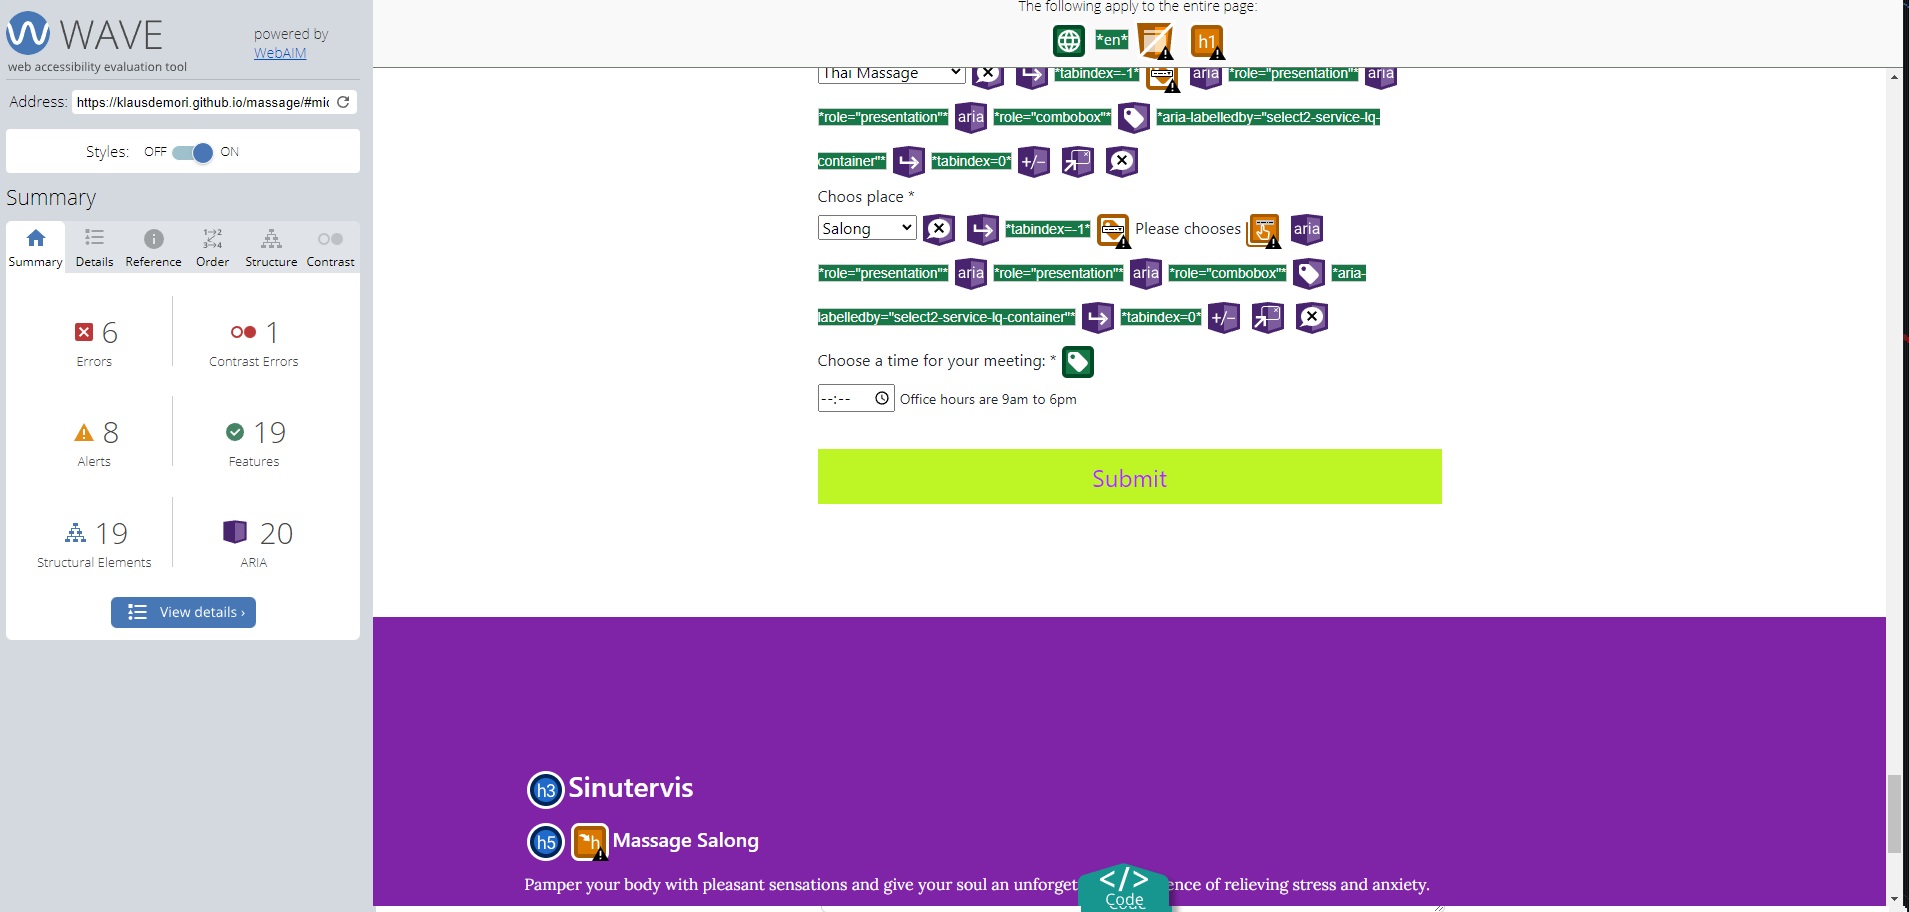 WAVE
powered by
WebAIM
web accessibility evaluation tool
Address: https://klausdemori.github.io/massage/#mic
Styles: OFF ON
Summary
Summary Details Reference Order Structure Contrast
6
Errors
1
Contrast Errors
8
Alerts
19
Features
19
Structural Elements
20
ARIA
View details ›
The following apply to the entire page:
*en* h1
Thai Massage *tabindex=-1* aria *role="presentation"* aria
*role="presentation"* aria *role="combobox"* *aria-labelledby="select2-service-lq-
container"* *tabindex=0* +/-
Choos place *
Salong *tabindex=-1* Please chooses aria
*role="presentation"* aria *role="presentation"* aria *role="combobox"* *aria-
labelledby="select2-service-lq-container"* *tabindex=0* +/-
Choose a time for your meeting: *
--:-- Office hours are 9am to 6pm
Submit
h3 Sinutervis
h5 h Massage Salong
Pamper your body with pleasant sensations and give your soul an unforget ence of relieving stress and anxiety.
</>
Code